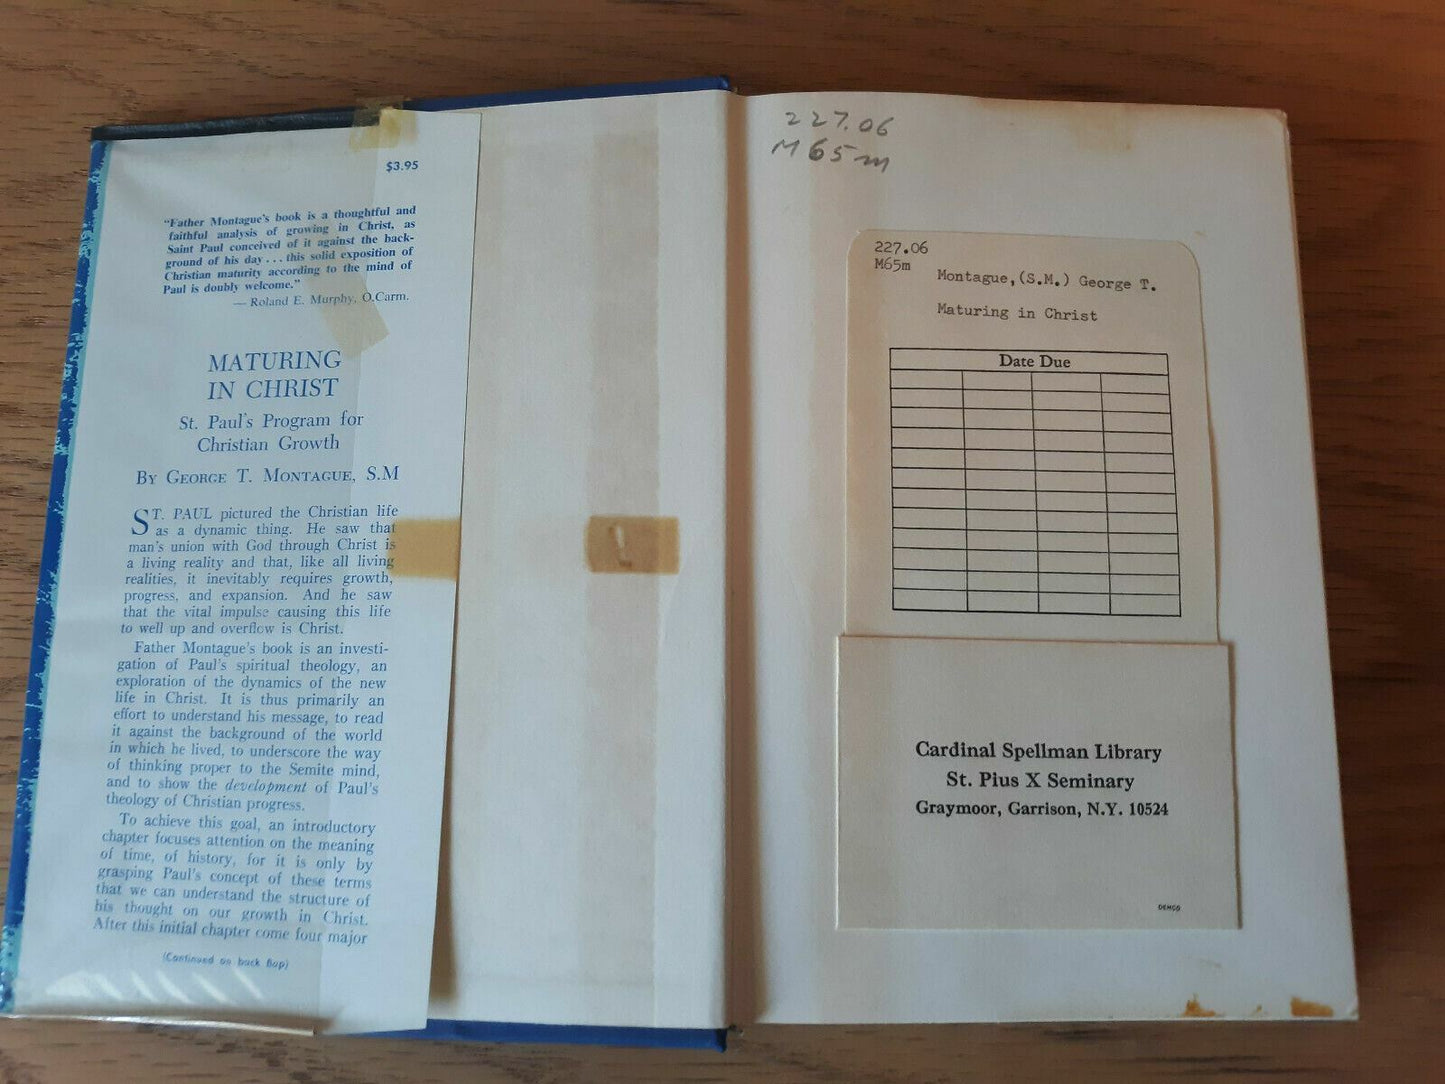 $3.95
"Father Montague's book is a thoughtful and
faithful analysis of growing in Christ, as
Saint Paul conceived of it against the back-
ground of his day . . . this solid exposition of
Christian maturity according to the mind of
Paul is doubly welcome."
— Roland E. Murphy, O.Carm.
MATURING
IN CHRIST
St. Paul's Program for
Christian Growth
By George T. Montague, S.M
ST. PAUL pictured the Christian life
as a dynamic thing. He saw that
man's union with God through Christ is
a living reality and that, like all living
realities, it inevitably requires growth,
progress, and expansion. And he saw
that the vital impulse causing this life
to well up and overflow is Christ.
Father Montague's book is an investi-
gation of Paul's spiritual theology, an
exploration of the dynamics of the new
life in Christ. It is thus primarily an
effort to understand his message, to read
it against the background of the world
in which he lived, to underscore the way
of thinking proper to the Semite mind,
and to show the development of Paul's
theology of Christian progress.
To achieve this goal, an introductory
chapter focuses attention on the meaning
of time, of history, for it is only by
grasping Paul's concept of these terms
that we can understand the structure of
his thought on our growth in Christ.
After this initial chapter come four major
(Continued on back flap)
227.06
M65m
227.06
M65m
Montague,(S.M.) George T.
Maturing in Christ
Date Due
Cardinal Spellman Library
St. Pius X Seminary
Graymoor, Garrison, N.Y. 10524
DEMCO